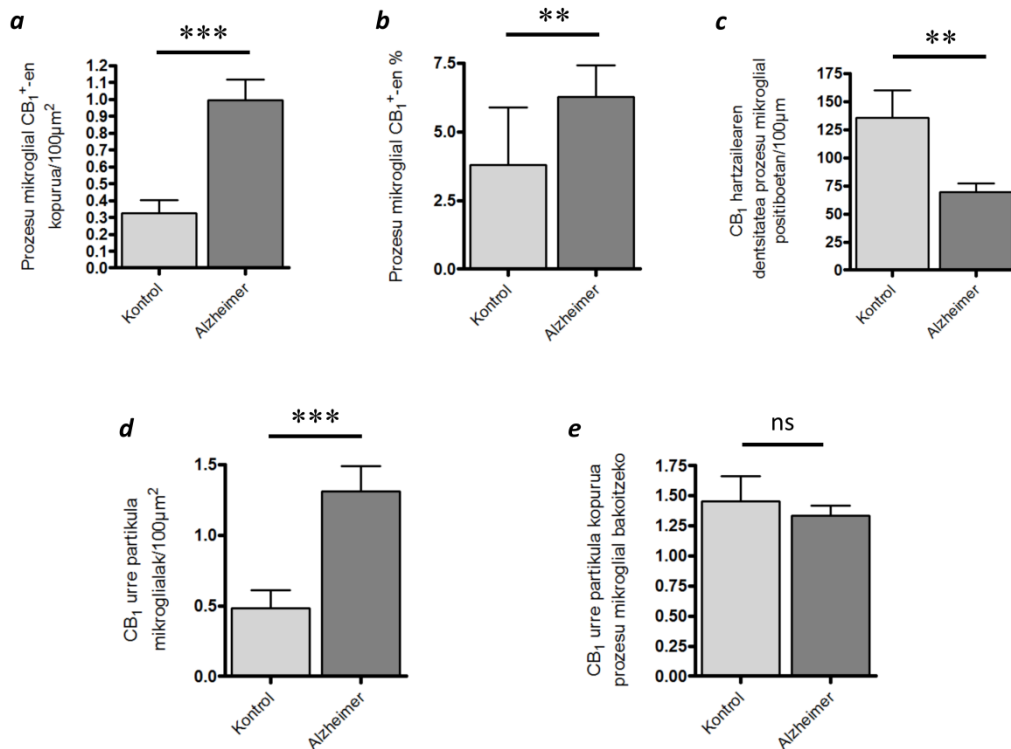 a
***
Prozesu mikroglial CB₁⁺-en
kopurua/100µm²
1.2
1.1
1.0
0.9
0.8
0.7
0.6
0.5
0.4
0.3
0.2
0.1
0.0
Kontrol
Alzheimer
b
**
Prozesu mikroglial CB₁⁺-en %
7.5
5.0
2.5
0.0
Kontrol
Alzheimer
c
**
CB₁ hartzailearen
dentsitatea prozesu mikroglial
positiboetan/100µm
175
150
125
100
75
50
25
0
Kontrol
Alzheimer
d
***
CB₁ urre partikula
mikroglialak/100µm²
1.5
1.0
0.5
0.0
Kontrol
Alzheimer
e
ns
CB₁ urre partikula kopurua
prozesu mikroglial bakoitzeko
1.75
1.50
1.25
1.00
0.75
0.50
0.25
0.00
Kontrol
Alzheimer